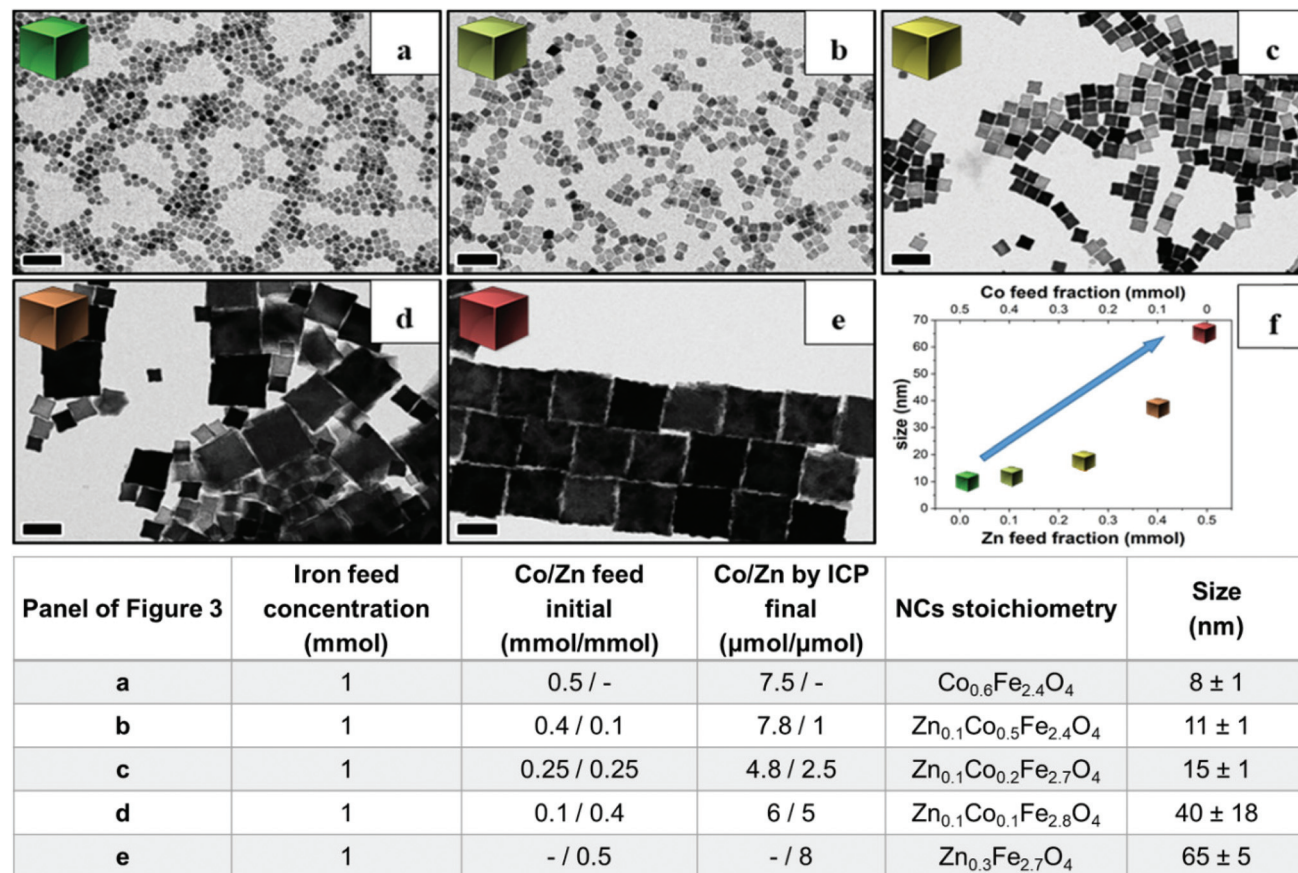 a
b
c
d
e
f
Co feed fraction (mmol)
0.5 0.4 0.3 0.2 0.1 0
size (nm)
70
60
50
40
30
20
10
0
0.0 0.1 0.2 0.3 0.4 0.5
Zn feed fraction (mmol)
Panel of Figure 3 | Iron feed concentration (mmol) | Co/Zn feed initial (mmol/mmol) | Co/Zn by ICP final (µmol/µmol) | NCs stoichiometry | Size (nm)
a | 1 | 0.5 / - | 7.5 / - | Co₀.₆Fe₂.₄O₄ | 8 ± 1
b | 1 | 0.4 / 0.1 | 7.8 / 1 | Zn₀.₁Co₀.₅Fe₂.₄O₄ | 11 ± 1
c | 1 | 0.25 / 0.25 | 4.8 / 2.5 | Zn₀.₁Co₀.₂Fe₂.₇O₄ | 15 ± 1
d | 1 | 0.1 / 0.4 | 6 / 5 | Zn₀.₁Co₀.₁Fe₂.₈O₄ | 40 ± 18
e | 1 | - / 0.5 | - / 8 | Zn₀.₃Fe₂.₇O₄ | 65 ± 5